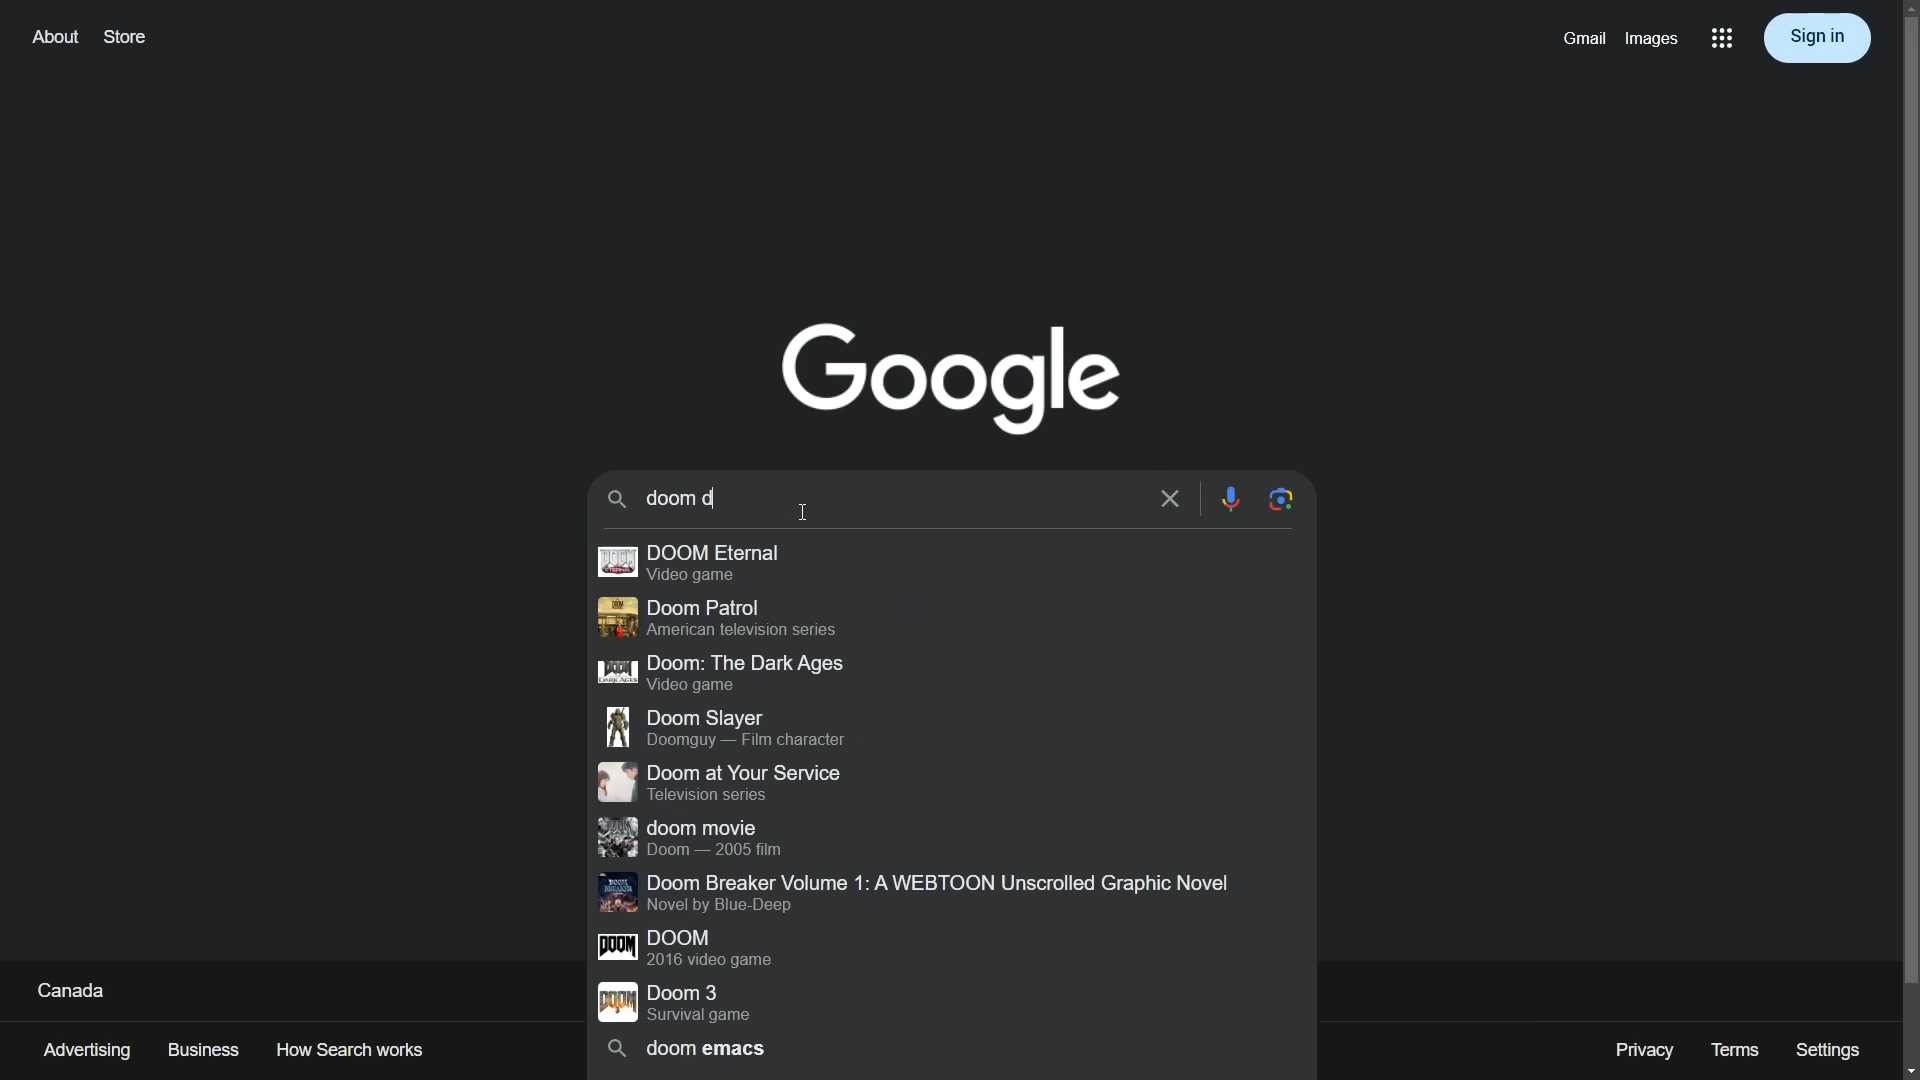 About Store
Gmail Images Sign in
Google
doom d
DOOM Eternal
Video game
Doom Patrol
American television series
Doom: The Dark Ages
Video game
Doom Slayer
Doomguy — Film character
Doom at Your Service
Television series
doom movie
Doom — 2005 film
Doom Breaker Volume 1: A WEBTOON Unscrolled Graphic Novel
Novel by Blue-Deep
DOOM
2016 video game
Doom 3
Survival game
doom emacs
Canada
Advertising Business How Search works
Privacy Terms Settings